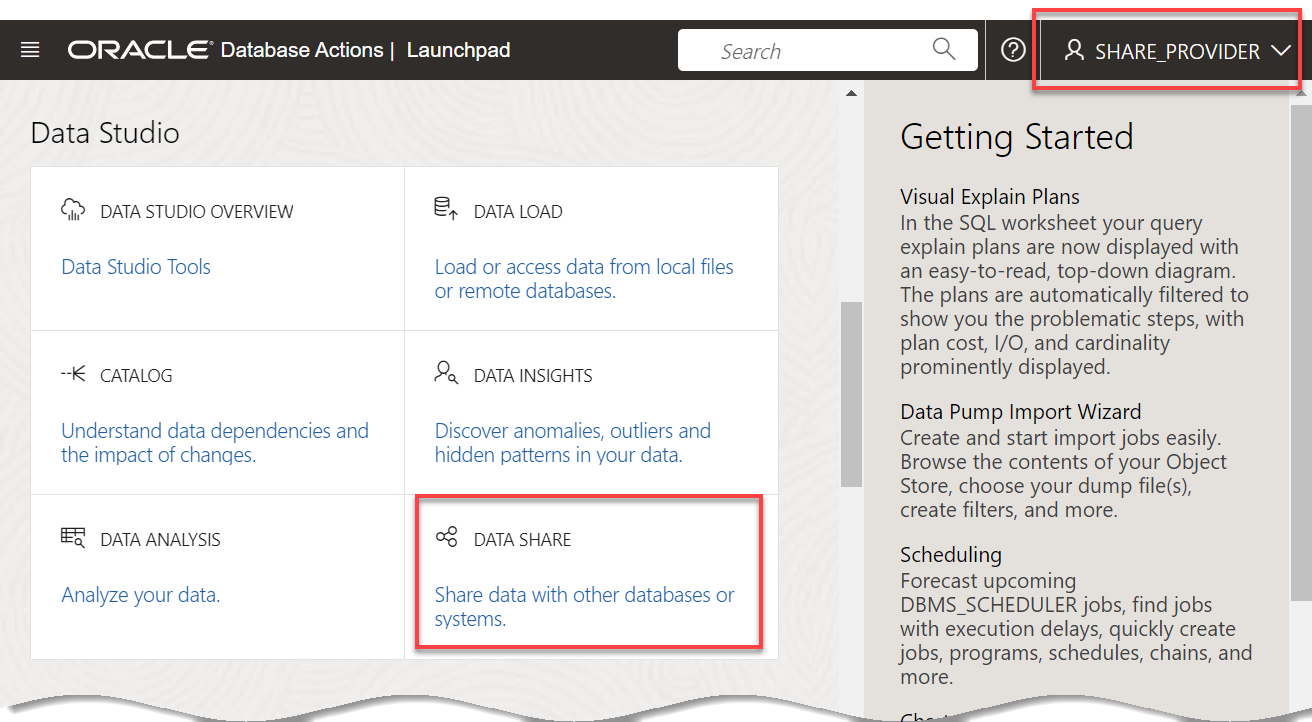 ORACLE® Database Actions | Launchpad
Search
SHARE_PROVIDER
Data Studio
DATA STUDIO OVERVIEW
Data Studio Tools
DATA LOAD
Load or access data from local files
or remote databases.
CATALOG
Understand data dependencies and
the impact of changes.
DATA INSIGHTS
Discover anomalies, outliers and
hidden patterns in your data.
DATA ANALYSIS
Analyze your data.
DATA SHARE
Share data with other databases or
systems.
Getting Started
Visual Explain Plans
In the SQL worksheet your query
explain plans are now displayed with
an easy-to-read, top-down diagram.
The plans are automatically filtered to
show you the problematic steps, with
plan cost, I/O, and cardinality
prominently displayed.
Data Pump Import Wizard
Create and start import jobs easily.
Browse the contents of your Object
Store, choose your dump file(s),
create filters, and more.
Scheduling
Forecast upcoming
DBMS_SCHEDULER jobs, find jobs
with execution delays, quickly create
jobs, programs, schedules, chains, and
more.